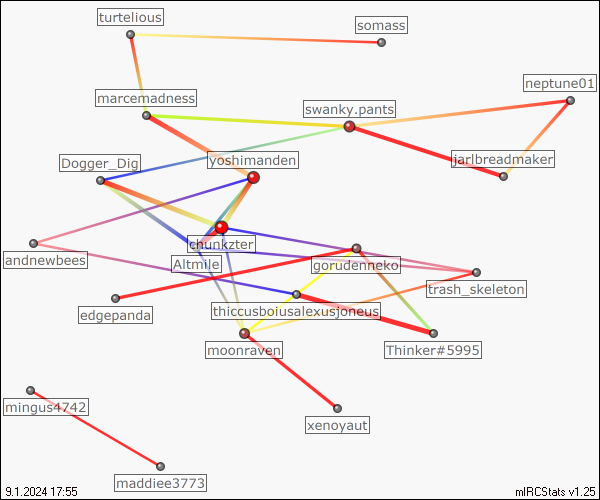 turtelious
somass
neptune01
marcemadness
swanky.pants
Dogger_Dig
yoshimanden
jarlbreadmaker
chunkzter
andnewbees
Altmile
gorudenneko
trash_skeleton
edgepanda
thiccusboiusalexusjoneus
moonraven
Thinker#5995
mingus4742
xenoyaut
maddiee3773
9.1.2024 17:55
mIRCStats v1.25